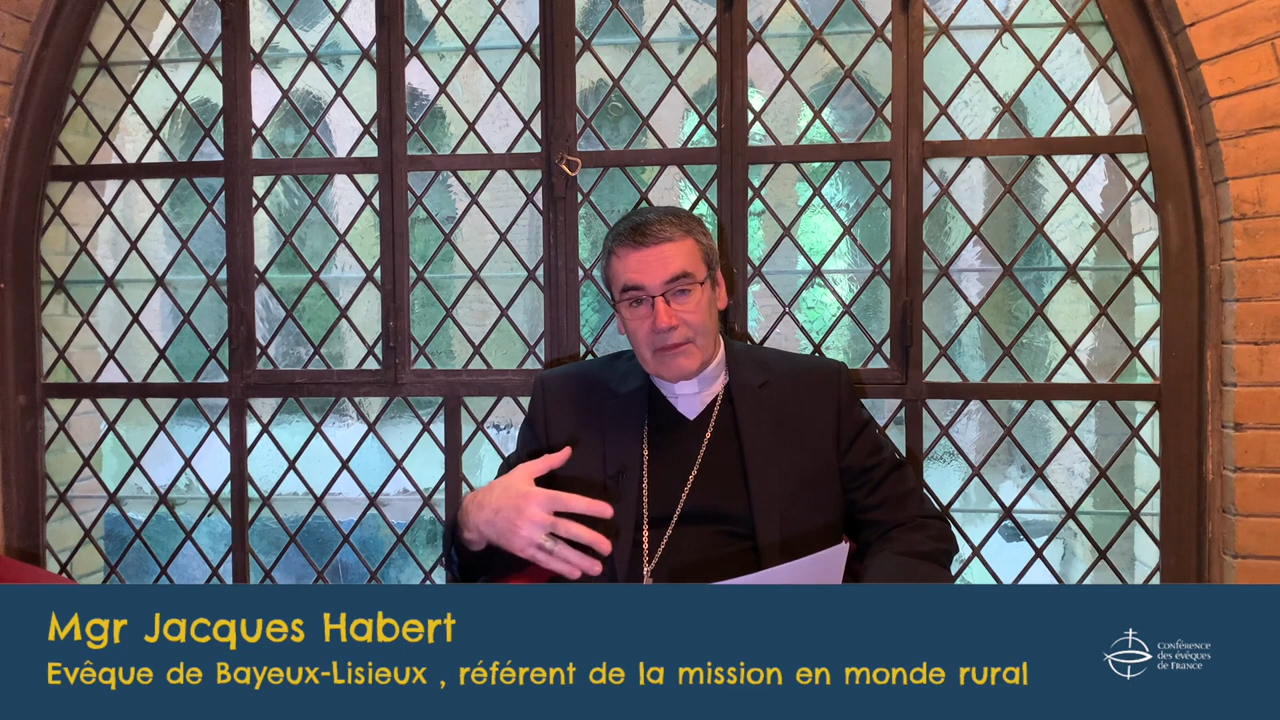 Mgr Jacques Habert
Evêque de Bayeux-Lisieux , référent de la mission en monde rural
Conférence
des évêques
de France